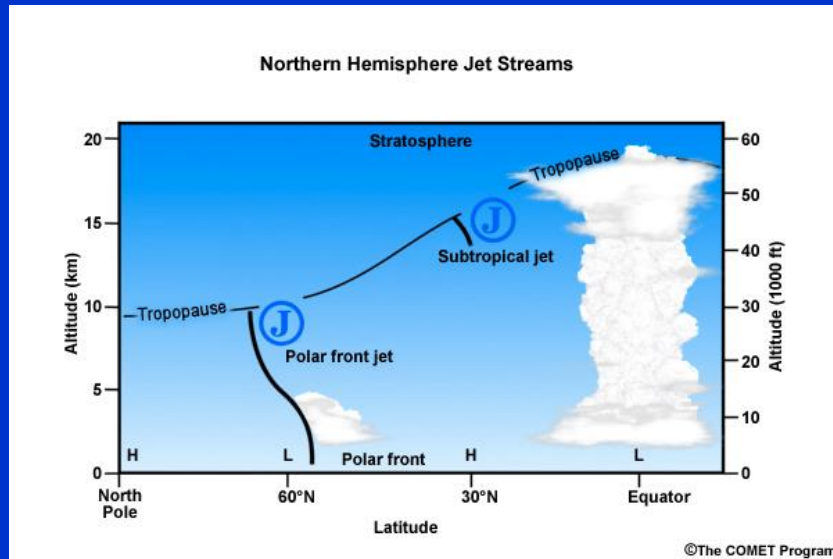 Northern Hemisphere Jet Streams
Stratosphere
Tropopause
J
Subtropical jet
Tropopause
J
Polar front jet
H
L
Polar front
H
L
20
15
10
5
0
Altitude (km)
60
50
40
30
20
10
0
Altitude (1000 ft)
North
Pole
60°N
30°N
Equator
Latitude
©The COMET Program